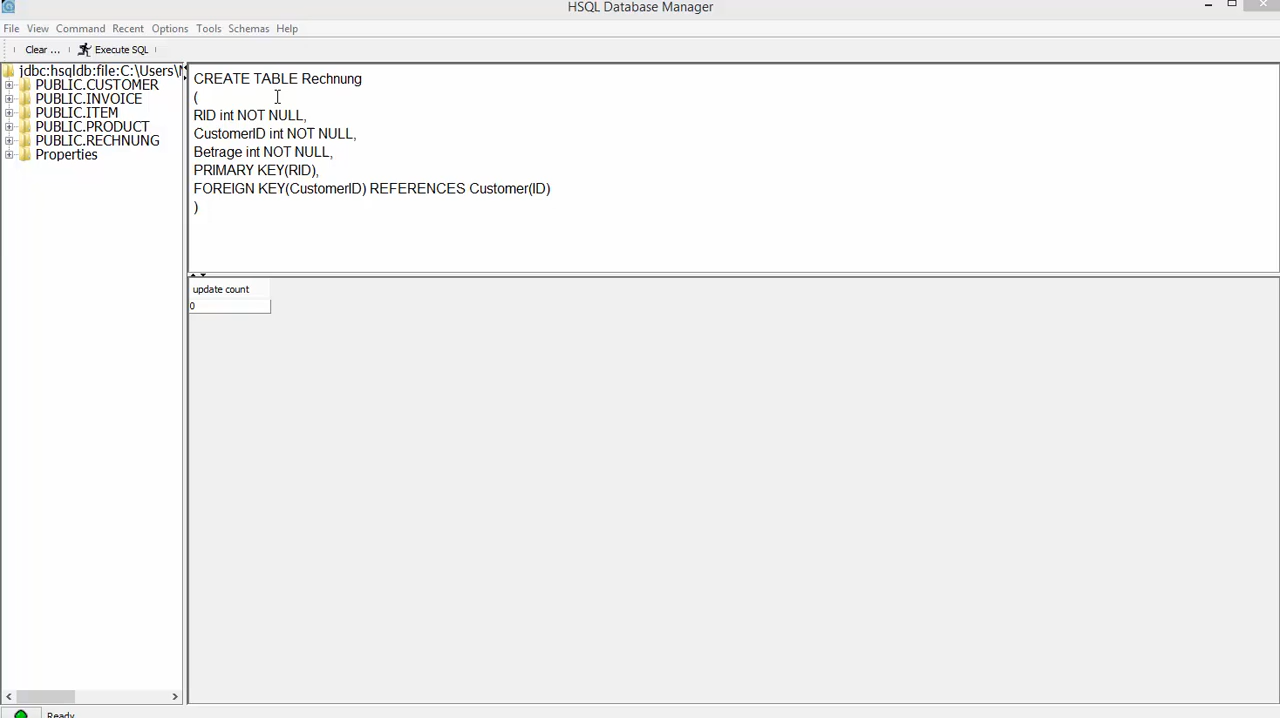 HSQL Database Manager
File View Command Recent Options Tools Schemas Help
Clear ... Execute SQL
jdbc:hsqldb:file:C:\Users\
PUBLIC.CUSTOMER
PUBLIC.INVOICE
PUBLIC.ITEM
PUBLIC.PRODUCT
PUBLIC.RECHNUNG
Properties
CREATE TABLE Rechnung
(
RID int NOT NULL,
CustomerID int NOT NULL,
Betrage int NOT NULL,
PRIMARY KEY(RID),
FOREIGN KEY(CustomerID) REFERENCES Customer(ID)
)
update count
0
Ready